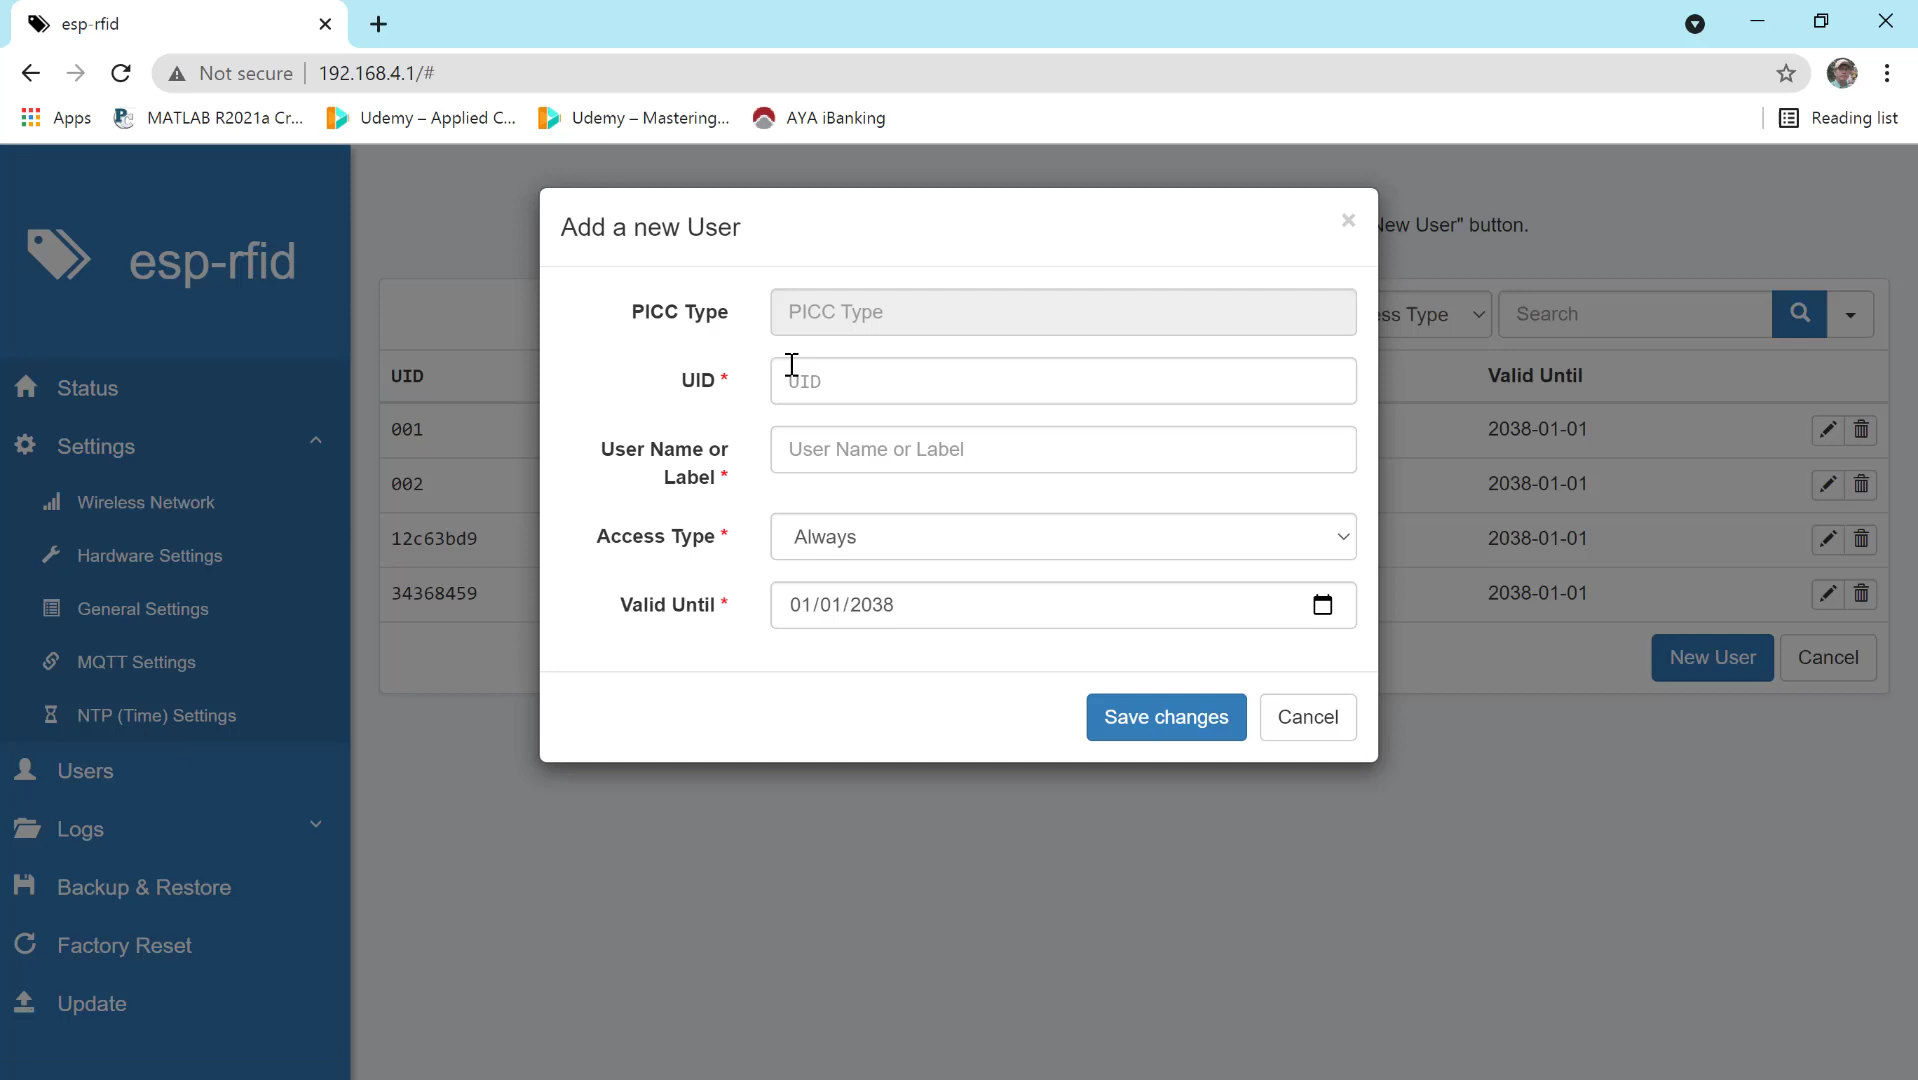 esp-rfid
Not secure
192.168.4.1/#
Apps
MATLAB R2021a Cr...
Udemy – Applied C...
Udemy – Mastering...
AYA iBanking
Reading list
esp-rfid
Status
Settings
Wireless Network
Hardware Settings
General Settings
MQTT Settings
NTP (Time) Settings
Users
Logs
Backup & Restore
Factory Reset
Update
New User" button.
Type
Search
UID
Valid Until
001
2038-01-01
002
2038-01-01
12c63bd9
2038-01-01
34368459
2038-01-01
New User
Cancel
Add a new User
×
PICC Type
PICC Type
UID *
UID
User Name or
Label *
User Name or Label
Access Type *
Always
Valid Until *
01/01/2038
Save changes
Cancel